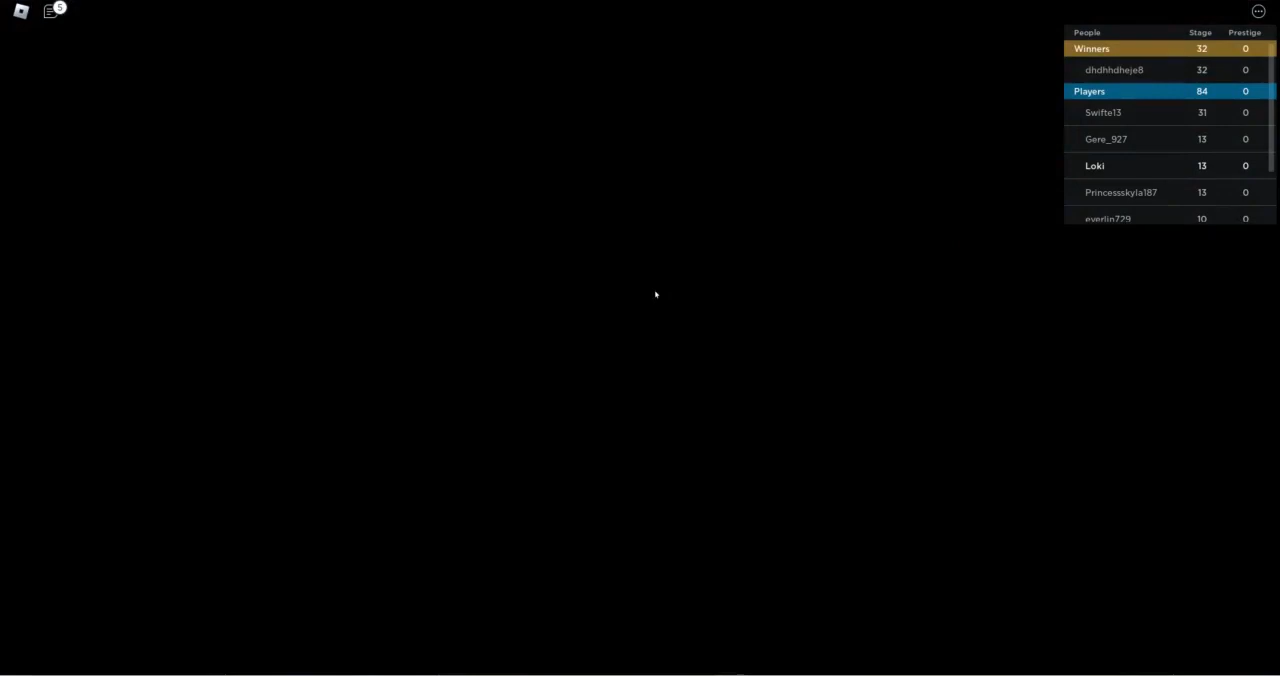 5
People Stage Prestige
Winners 32 0
dhdhhdheje8 32 0
Players 84 0
Swifte13 31 0
Gere_927 13 0
Loki 13 0
Princessskyla187 13 0
everlin729 10 0